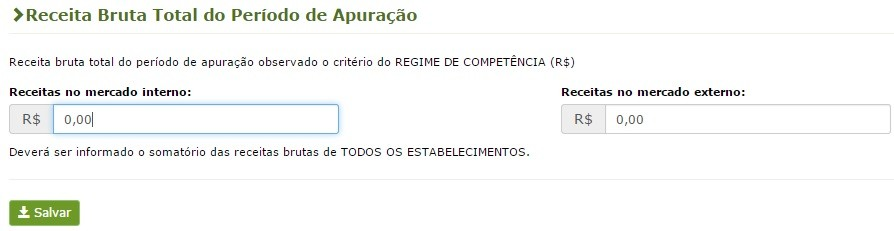 Receita Bruta Total do Período de Apuração
Receita bruta total do período de apuração observado o critério do REGIME DE COMPETÊNCIA (R$)
Receitas no mercado interno: Receitas no mercado externo:
R$ 0,00 R$ 0,00
Deverá ser informado o somatório das receitas brutas de TODOS OS ESTABELECIMENTOS.
Salvar